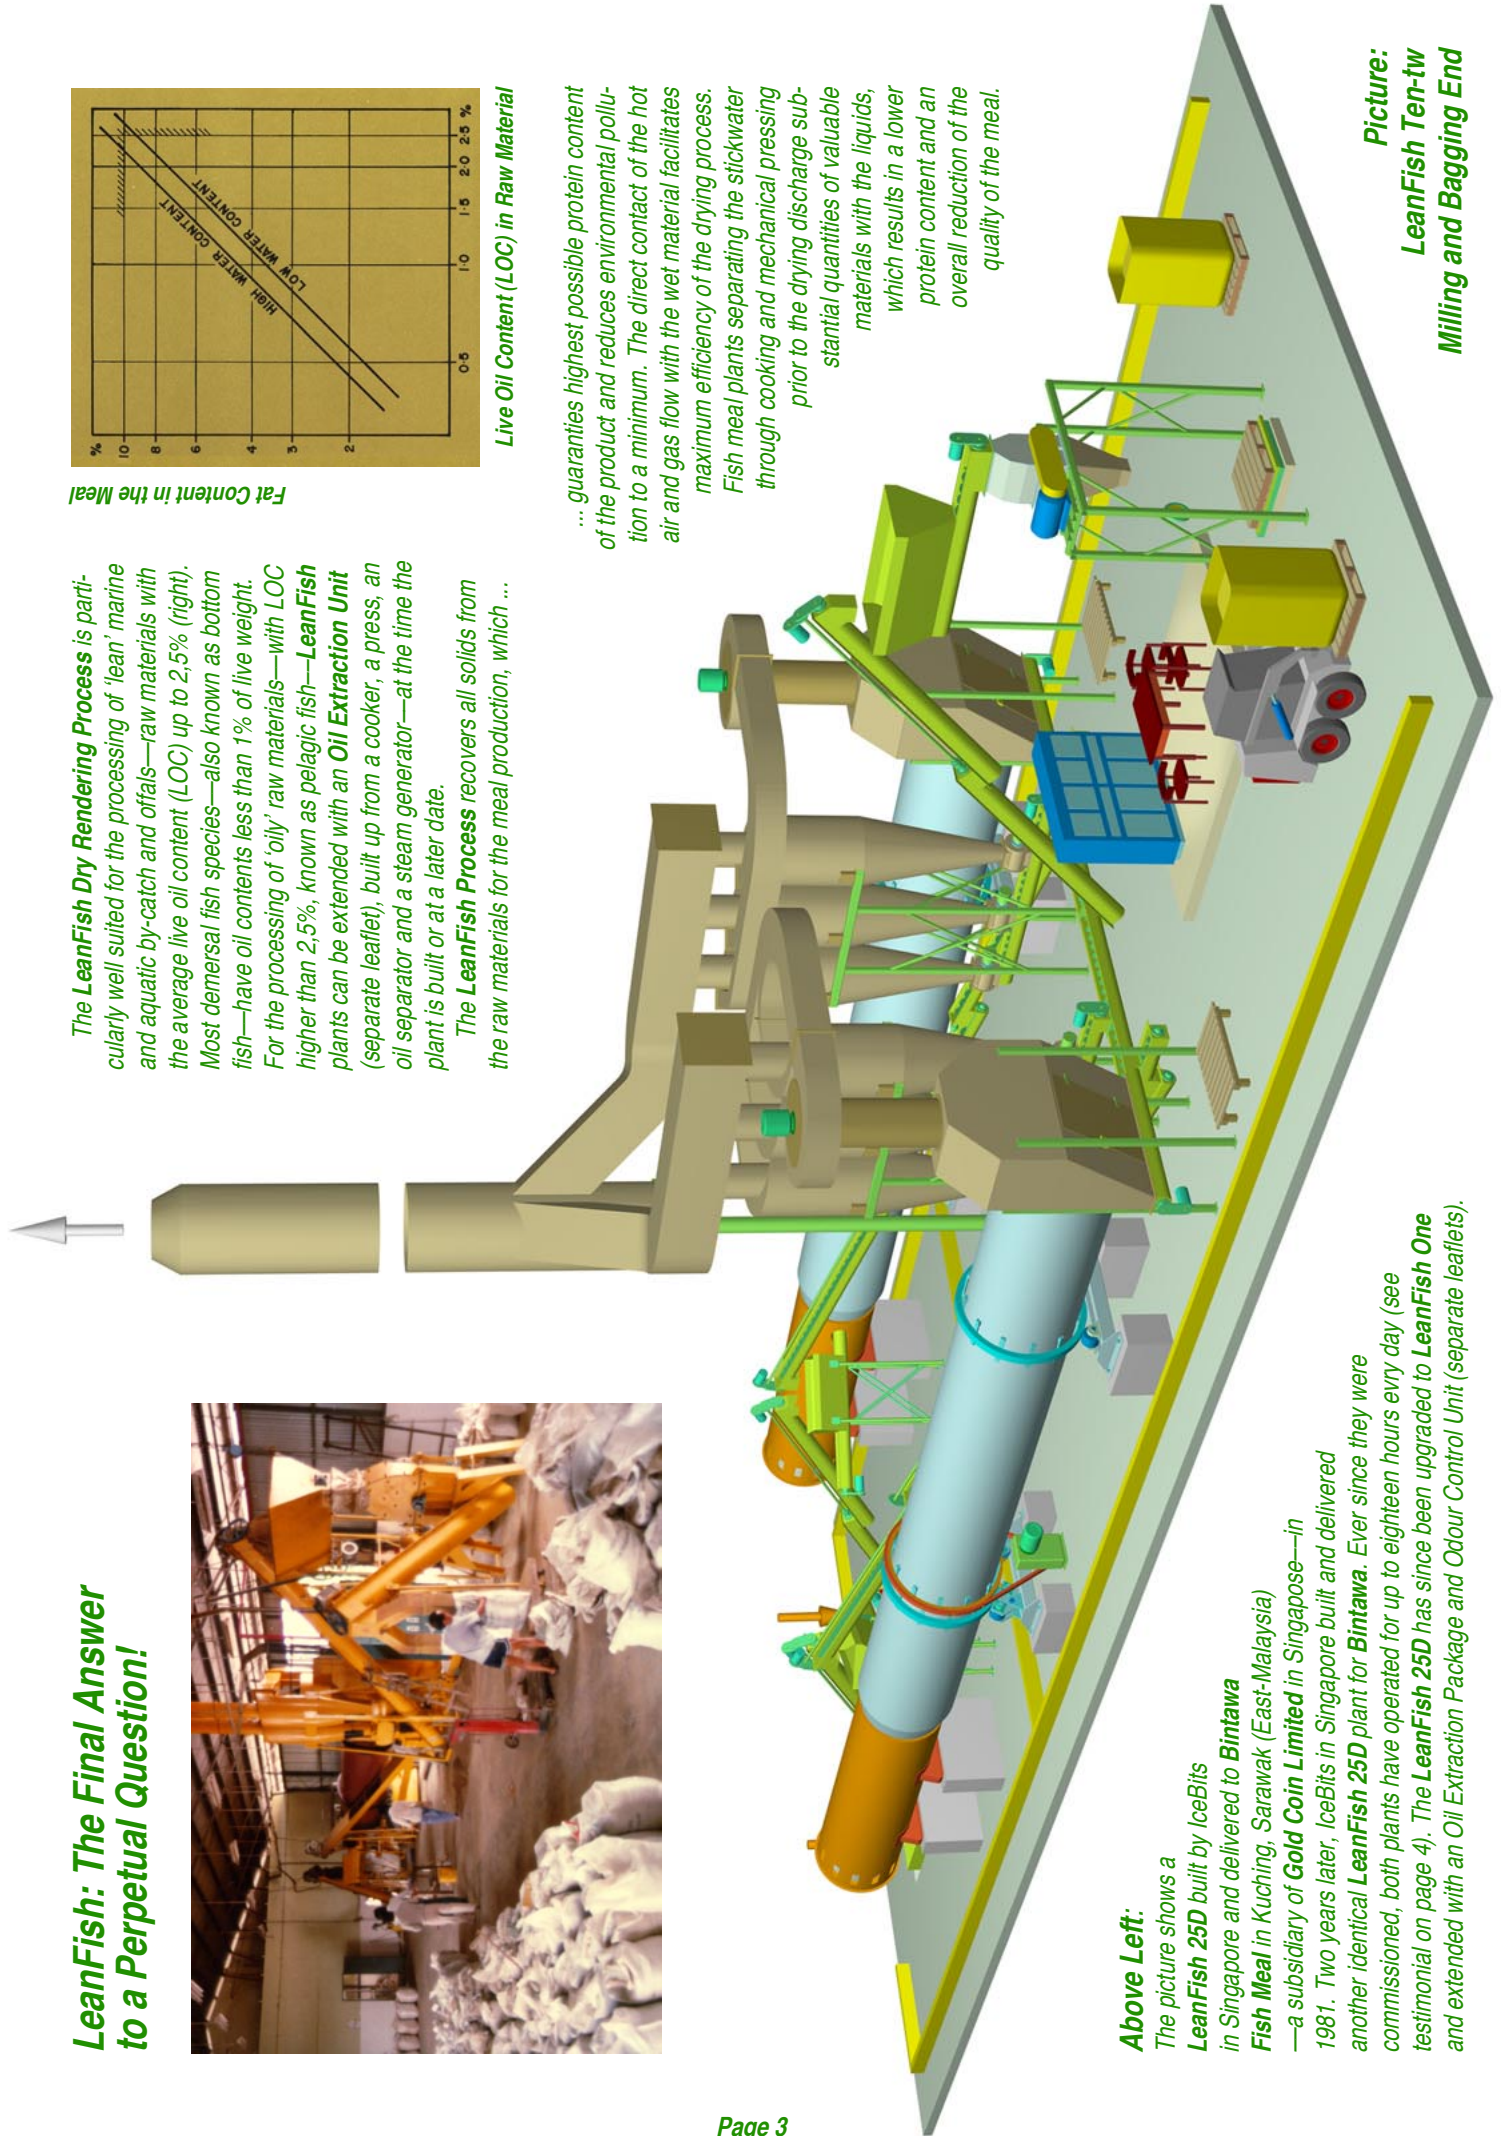 LeanFish: The Final Answer
to a Perpetual Question!
The LeanFish Dry Rendering Process is parti-
cularly well suited for the processing of ‘lean’ marine
and aquatic by-catch and offals—raw materials with
the average live oil content (LOC) up to 2,5% (right).
Most demersal fish species—also known as bottom
fish—have oil contents less than 1% of live weight.
For the processing of ‘oily’ raw materials—with LOC
higher than 2,5%, known as pelagic fish—LeanFish
plants can be extended with an Oil Extraction Unit
(separate leaflet), built up from a cooker, a press, an
oil separator and a steam generator—at the time the
plant is built or at a later date.
The LeanFish Process recovers all solids from
the raw materials for the meal production, which ...
Fat Content in the Meal
%
10
8
6
4
3
2
HIGH WATER CONTENT
LOW WATER CONTENT
0·5
1·0
1·5
2·0
2·5
%
Live Oil Content (LOC) in Raw Material
... guaranties highest possible protein content
of the product and reduces environmental pollu-
tion to a minimum. The direct contact of the hot
air and gas flow with the wet material facilitates
maximum efficiency of the drying process.
Fish meal plants separating the stickwater
through cooking and mechanical pressing
prior to the drying discharge sub-
stantial quantities of valuable
materials with the liquids,
which results in a lower
protein content and an
overall reduction of the
quality of the meal.
Above Left:
The picture shows a
LeanFish 25D built by IceBits
in Singapore and delivered to Bintawa
Fish Meal in Kuching, Sarawak (East-Malaysia)
—a subsidiary of Gold Coin Limited in Singapose—in
1981. Two years later, IceBits in Singapore built and delivered
another identical LeanFish 25D plant for Bintawa. Ever since they were
commissioned, both plants have operated for up to eighteen hours evry day (see
testimonial on page 4). The LeanFish 25D has since been upgraded to LeanFish One
and extended with an Oil Extraction Package and Odour Control Unit (separate leaflets).
Picture:
LeanFish Ten-tw
Milling and Bagging End
Page 3